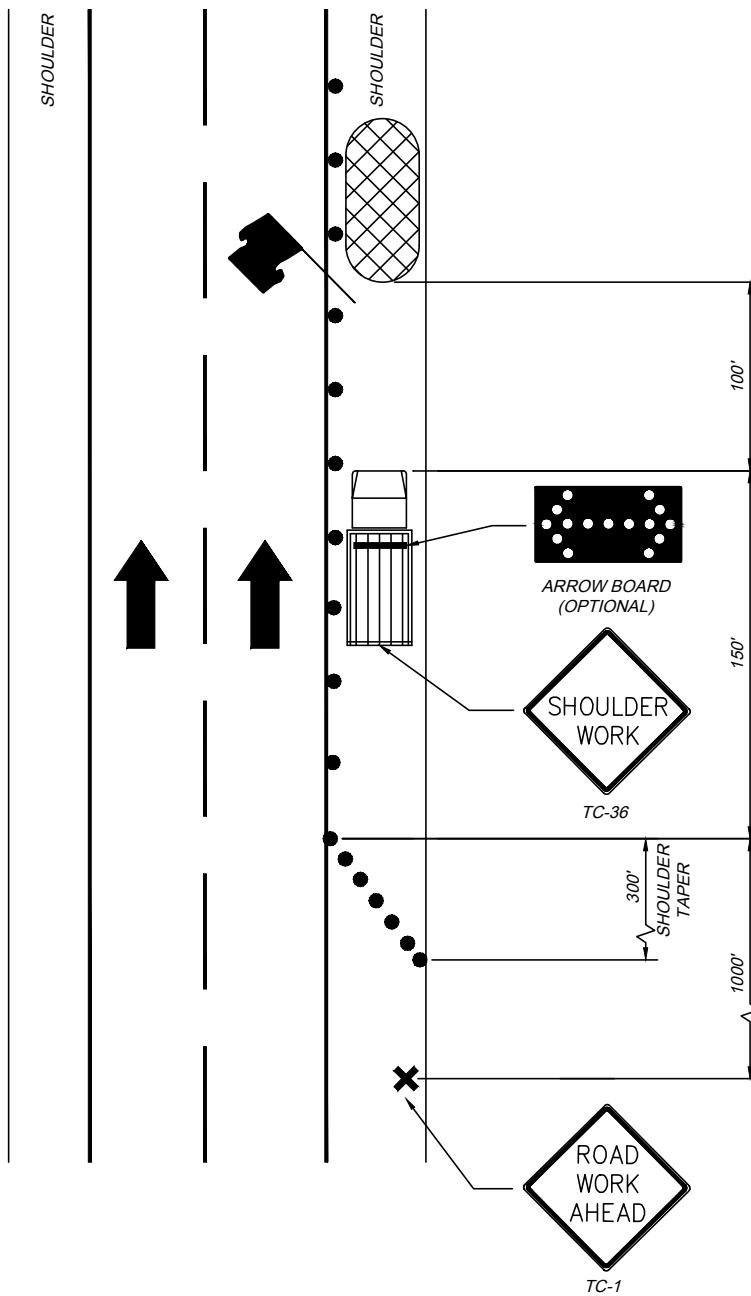 SHOULDER
SHOULDER
100'
ARROW BOARD
(OPTIONAL)
150'
SHOULDER
WORK
TC-36
300'
SHOULDER
TAPER
1000'
ROAD
WORK
AHEAD
TC-1